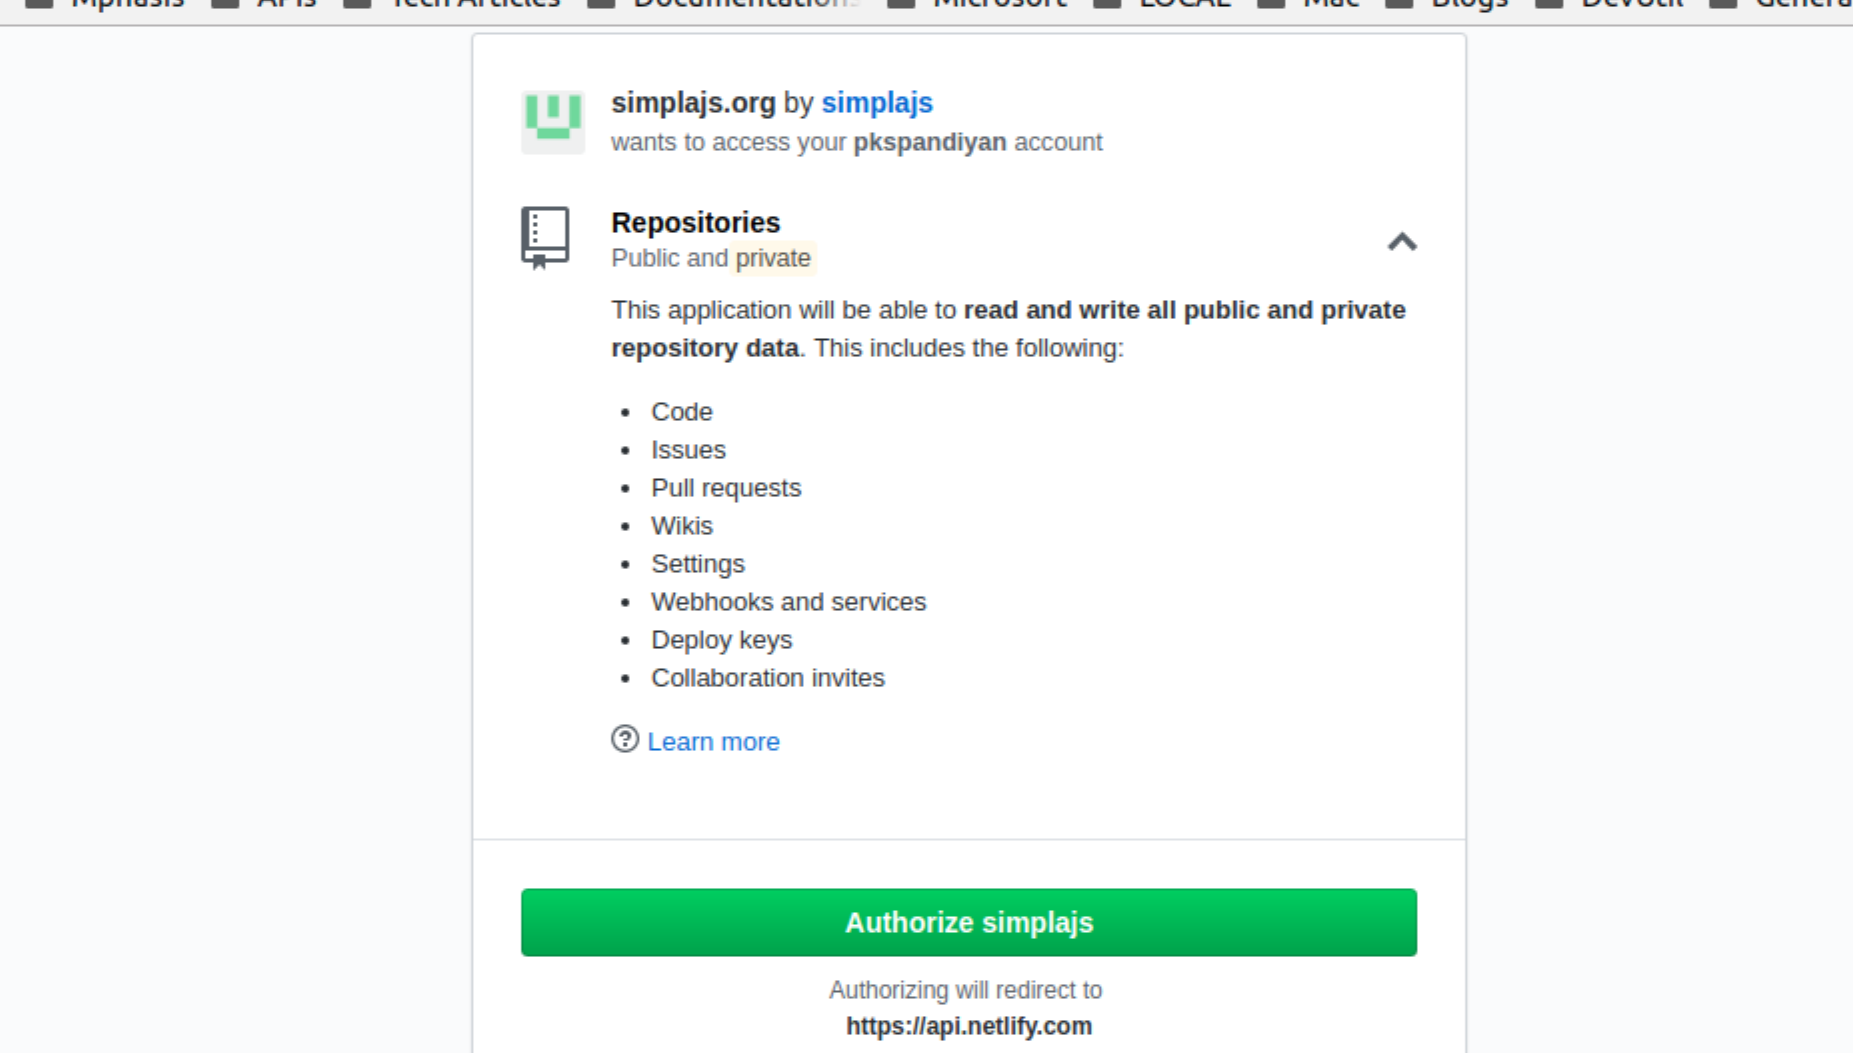 Mphasis APIs Tech Articles Documentations Microsoft LOCAL Mac Blogs DevUtil Genera
simplajs.org by simplajs
wants to access your pkspandiyan account
Repositories
Public and private
This application will be able to read and write all public and private
repository data. This includes the following:
• Code
• Issues
• Pull requests
• Wikis
• Settings
• Webhooks and services
• Deploy keys
• Collaboration invites
Learn more
Authorize simplajs
Authorizing will redirect to
https://api.netlify.com